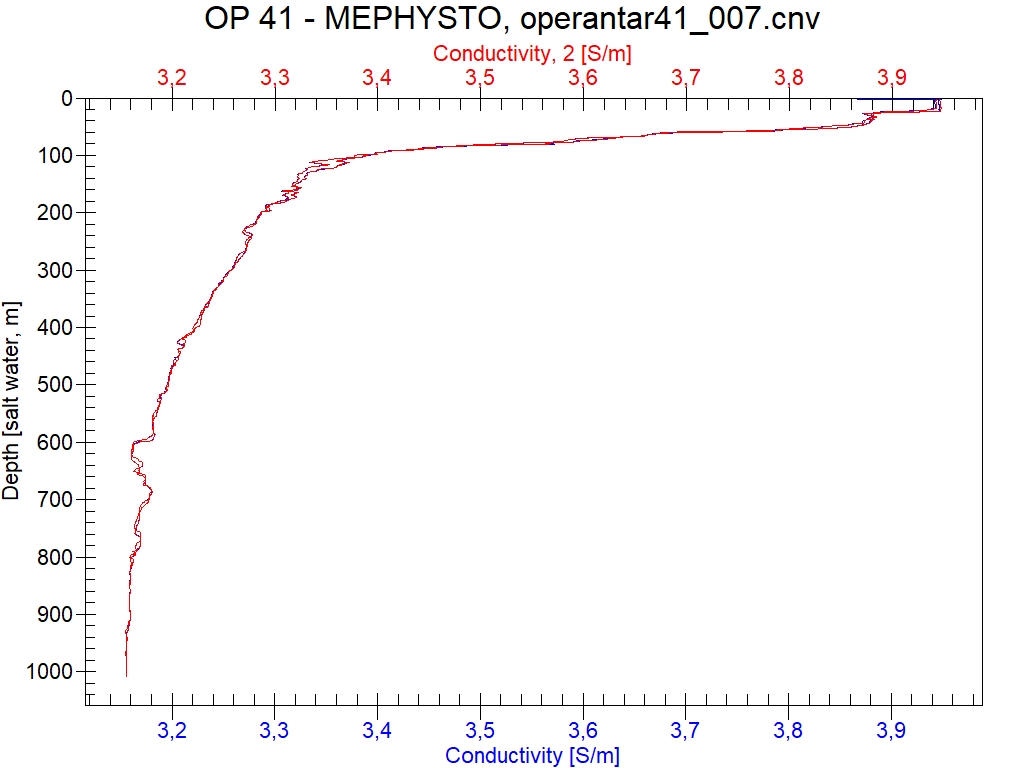 OP 41 - MEPHYSTO, operantar41_007.cnv
Conductivity, 2 [S/m]
3,2 3,3 3,4 3,5 3,6 3,7 3,8 3,9
0
100
200
300
400
500
600
700
800
900
1000
Depth [salt water, m]
3,2 3,3 3,4 3,5 3,6 3,7 3,8 3,9
Conductivity [S/m]